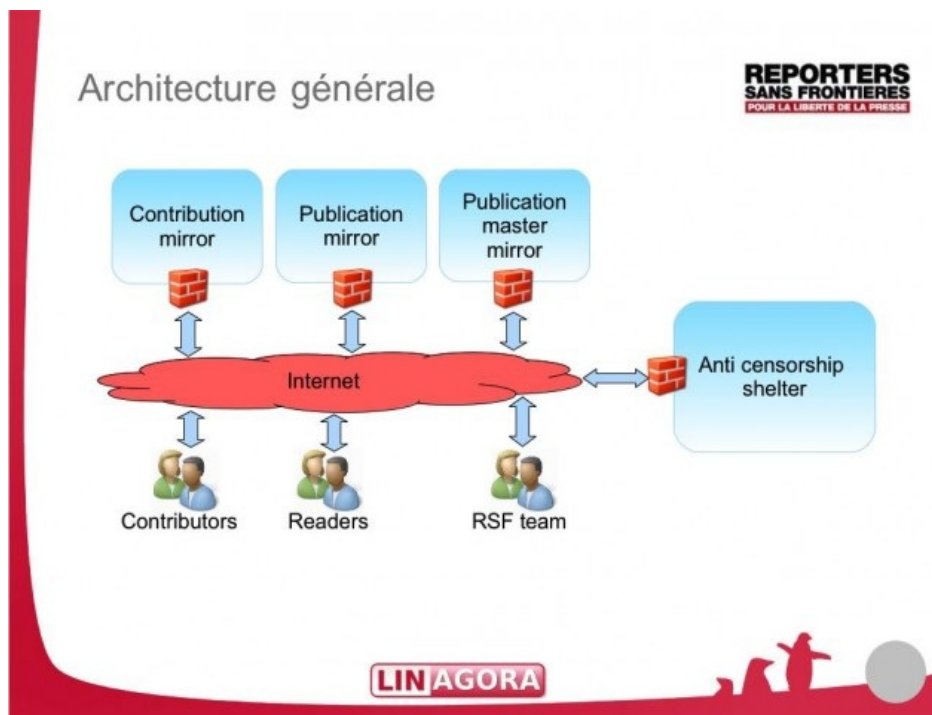 Architecture générale
REPORTERS
SANS FRONTIERES
POUR LA LIBERTE DE LA PRESSE
Contribution
mirror
Publication
mirror
Publication
master
mirror
Anti censorship
shelter
Internet
Contributors
Readers
RSF team
LINAGORA